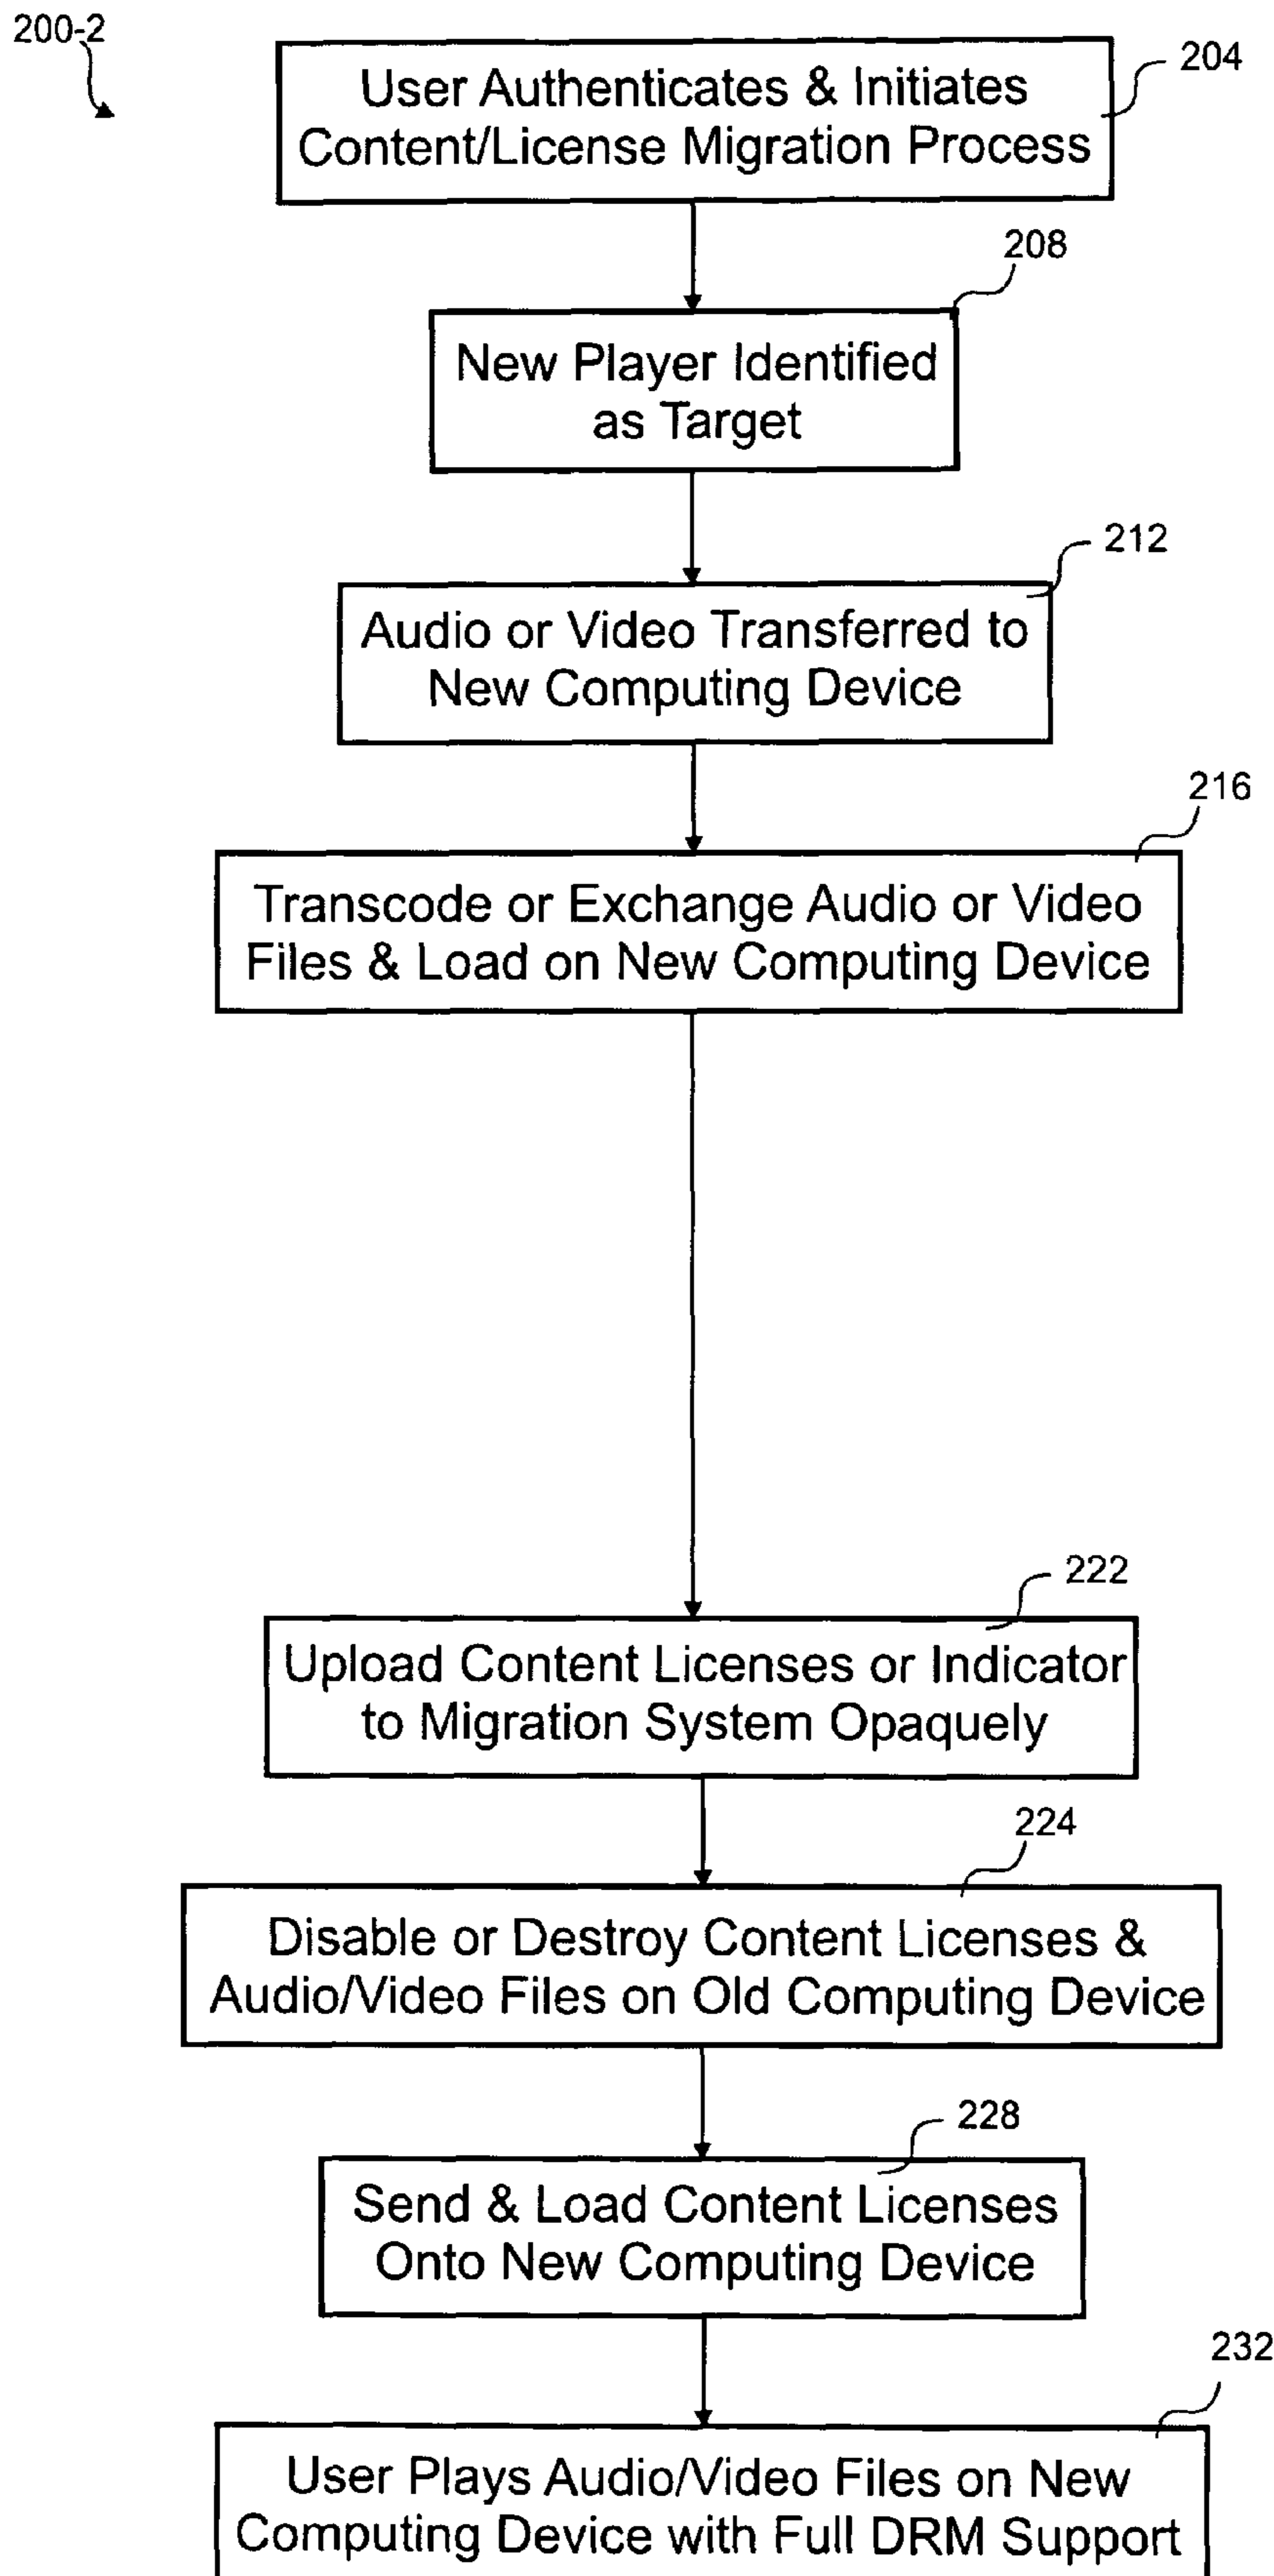 200-2
204
User Authenticates & Initiates
Content/License Migration Process
208
New Player Identified
as Target
212
Audio or Video Transferred to
New Computing Device
216
Transcode or Exchange Audio or Video
Files & Load on New Computing Device
222
Upload Content Licenses or Indicator
to Migration System Opaquely
224
Disable or Destroy Content Licenses &
Audio/Video Files on Old Computing Device
228
Send & Load Content Licenses
Onto New Computing Device
232
User Plays Audio/Video Files on New
Computing Device with Full DRM Support